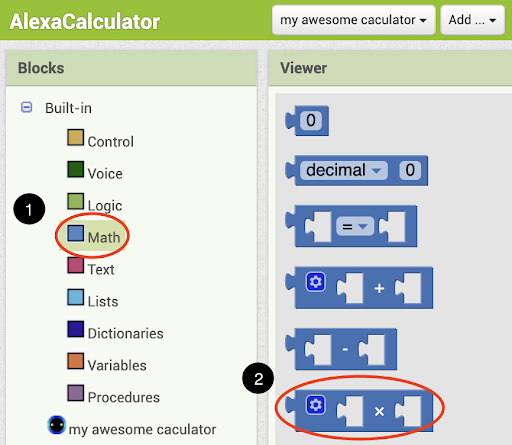 AlexaCalculator
my awesome caculator
Add ...
Blocks
Viewer
Built-in
Control
Voice
Logic
1
Math
Text
Lists
Dictionaries
Variables
Procedures
my awesome caculator
0
decimal 0
=
+
-
2
×